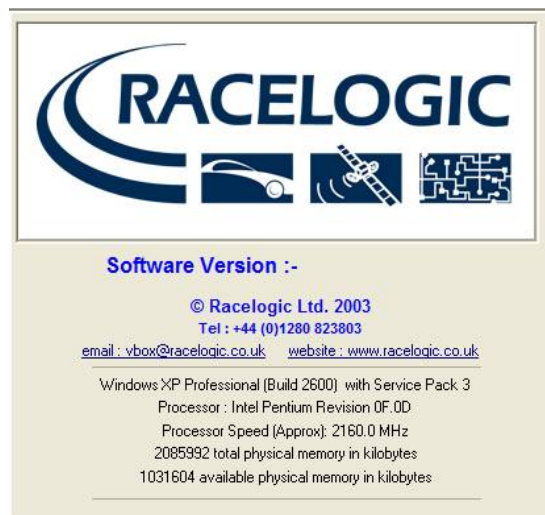 RACELOGIC
Software Version :-
© Racelogic Ltd. 2003
Tel : +44 (0)1280 823803
email : vbox@racelogic.co.uk website : www.racelogic.co.uk
Windows XP Professional (Build 2600) with Service Pack 3
Processor : Intel Pentium Revision 0F.0D
Processor Speed (Approx): 2160.0 MHz
2085992 total physical memory in kilobytes
1031604 available physical memory in kilobytes